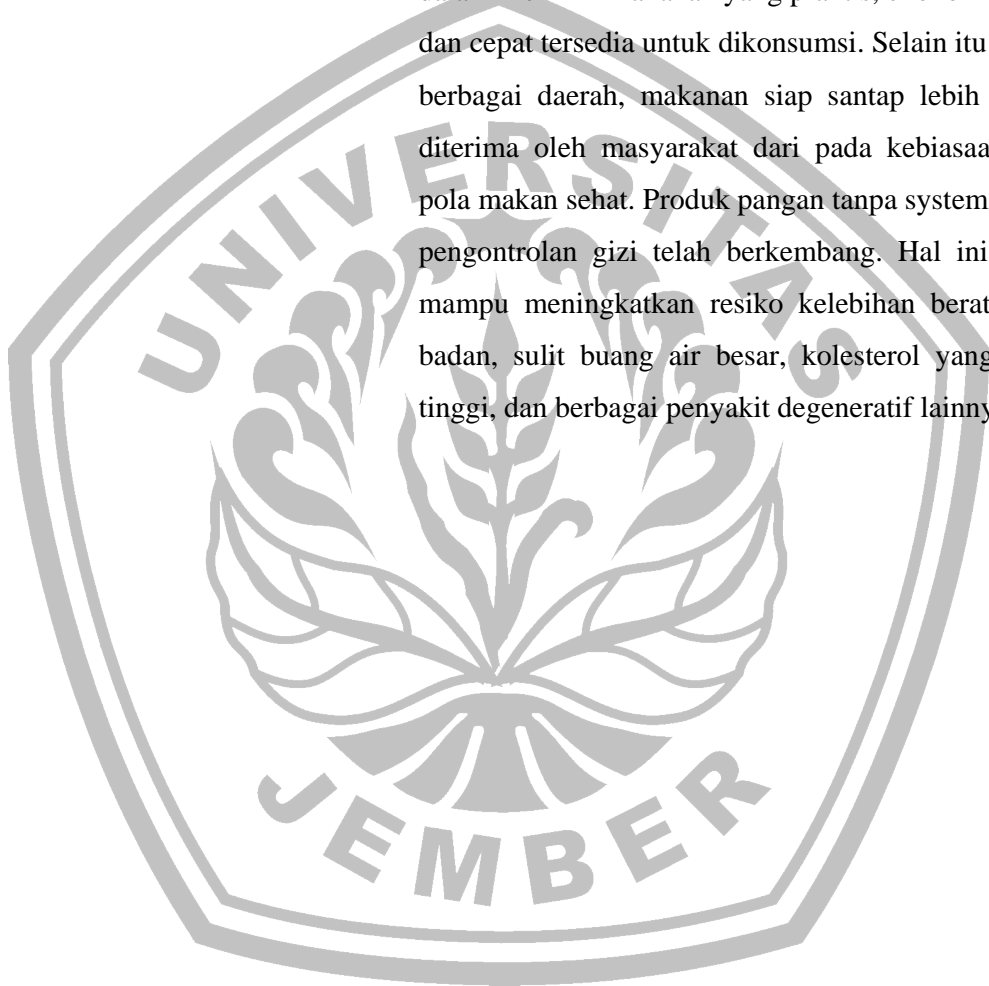 dan cepat tersedia untuk dikonsumsi. Selain itu
berbagai daerah, makanan siap santap lebih
diterima oleh masyarakat dari pada kebiasaa
pola makan sehat. Produk pangan tanpa system
pengontrolan gizi telah berkembang. Hal ini
mampu meningkatkan resiko kelebihan berat
badan, sulit buang air besar, kolesterol yang
tinggi, dan berbagai penyakit degeneratif lainny
UNIVERSITAS
JEMBER